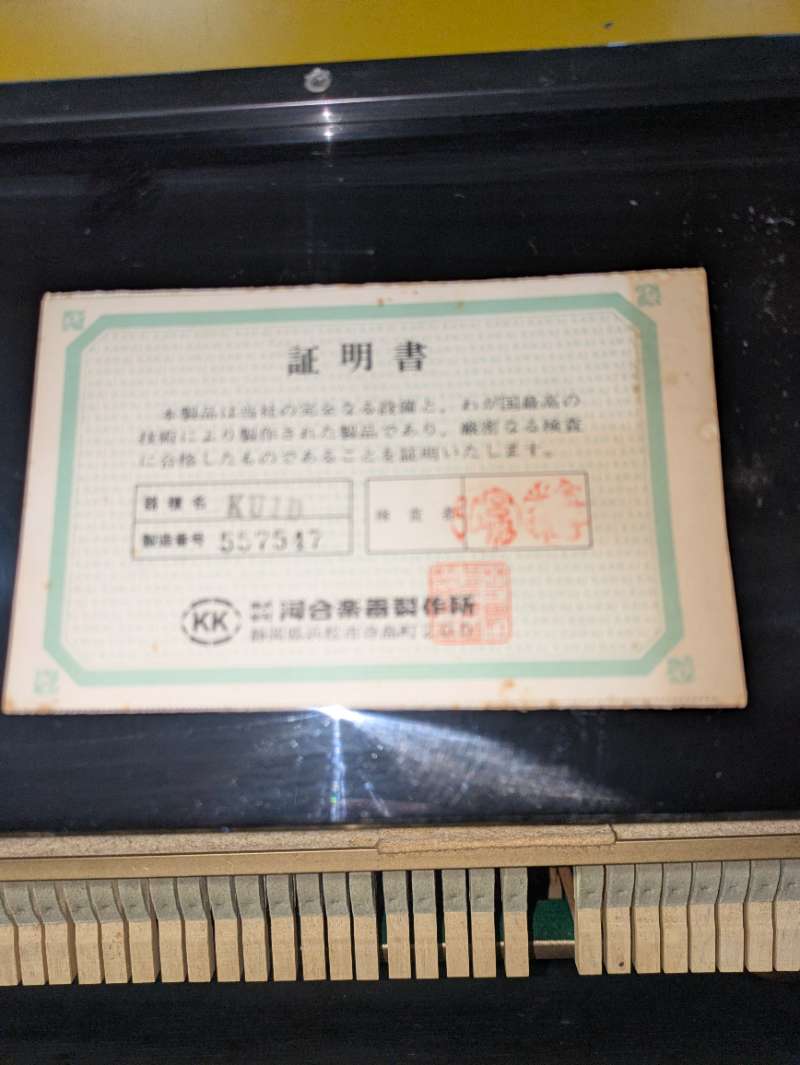 証明書
本製品は当社の完全なる設備と、わが国最高の
技術により製作された製品であり、厳密なる検査
に合格したものであることを証明いたします。
器種名
製造番号 557547
検査者
KK 株式会社 河合楽器製作所
静岡県浜松市寺島町200